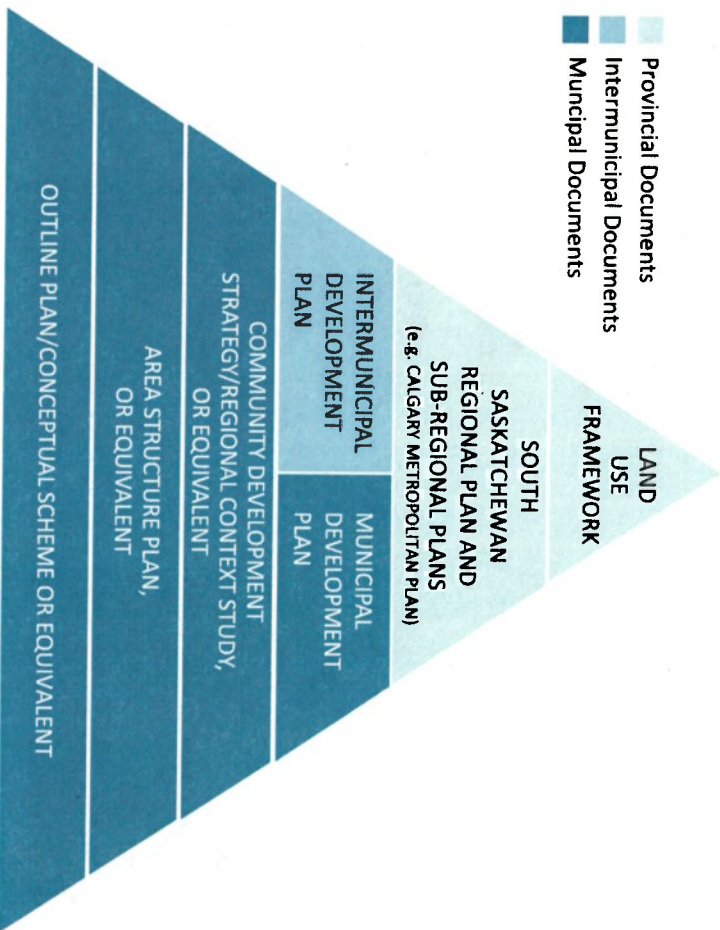 Provincial Documents
Intermunicipal Documents
Muncipal Documents
LAND
USE
FRAMEWORK
SOUTH
SASKATCHEWAN
REGIONAL PLAN AND
SUB-REGIONAL PLANS
(e.g. CALGARY METROPOLITAN PLAN)
INTERMUNICIPAL
DEVELOPMENT
PLAN
MUNICIPAL
DEVELOPMENT
PLAN
COMMUNITY DEVELOPMENT
STRATEGY/REGIONAL CONTEXT STUDY,
OR EQUIVALENT
AREA STRUCTURE PLAN,
OR EQUIVALENT
OUTLINE PLAN/CONCEPTUAL SCHEME OR EQUIVALENT